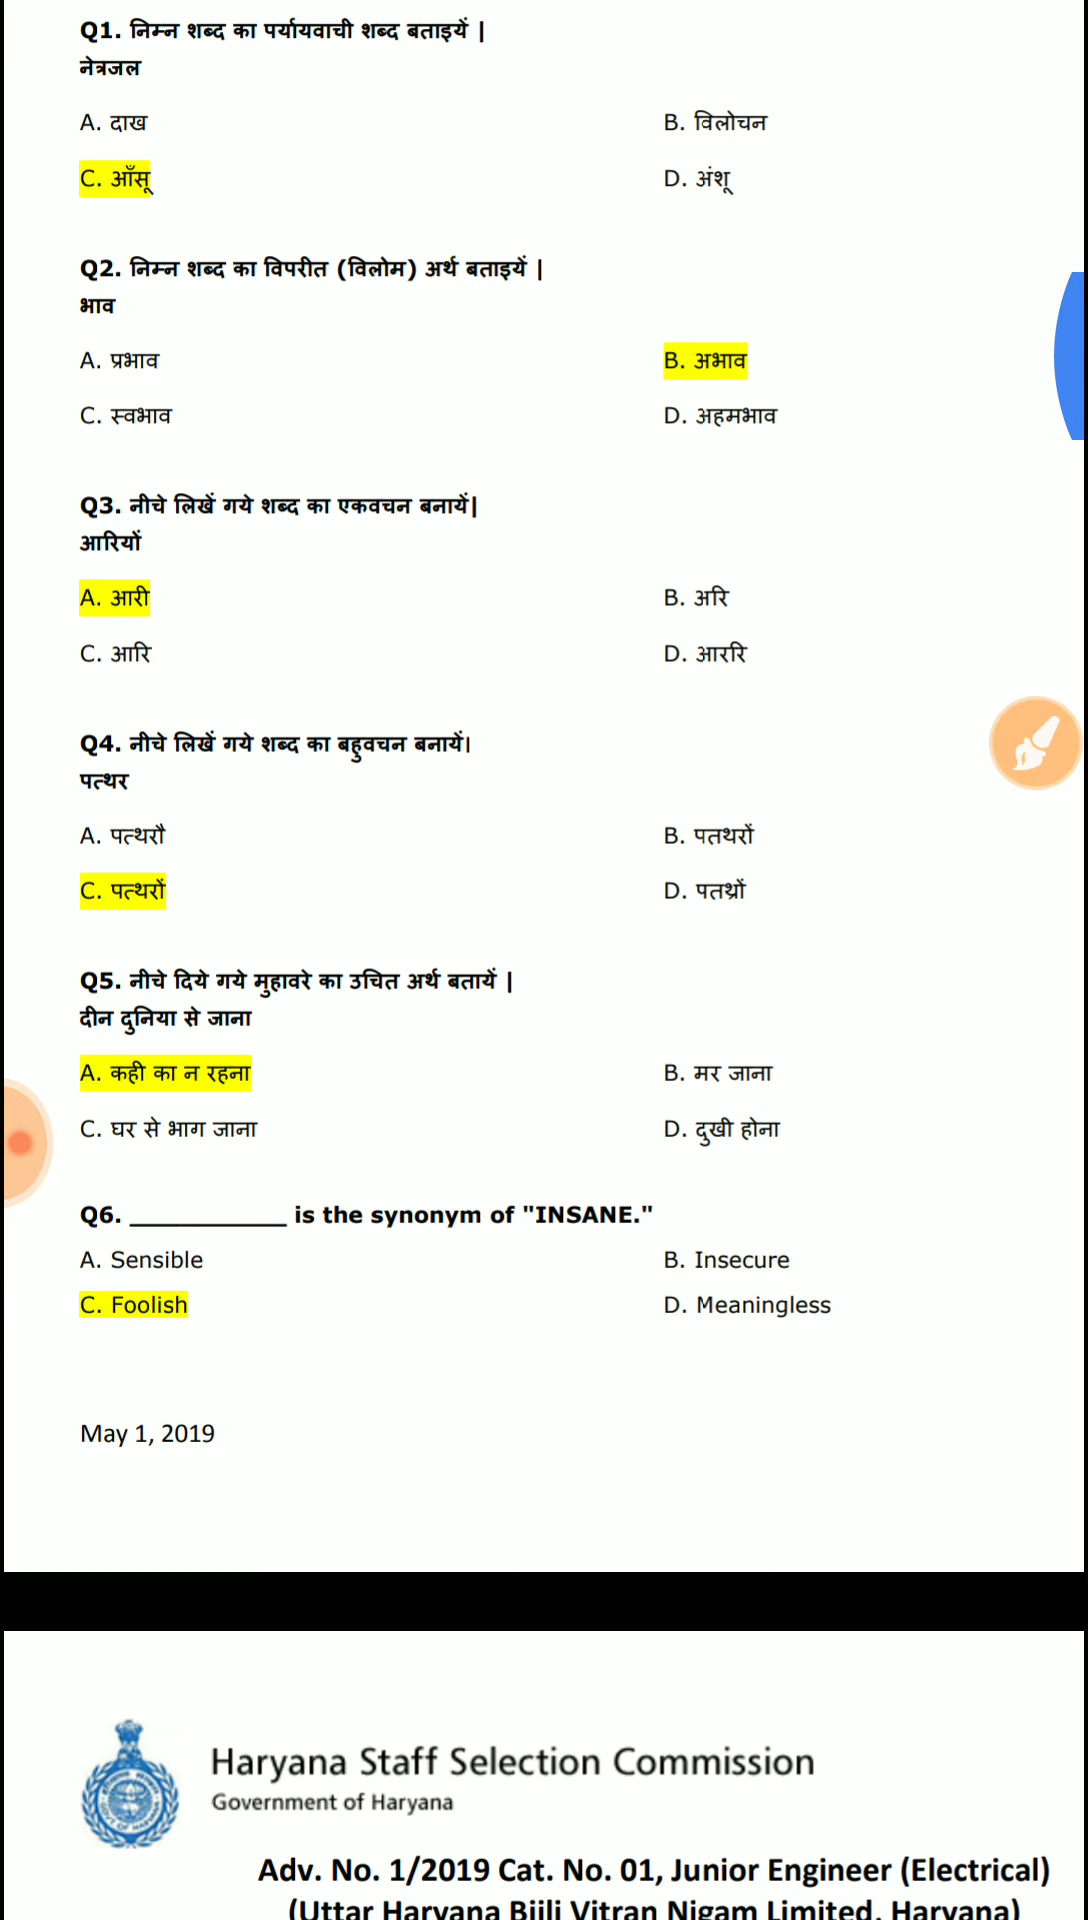 Q1. निम्न शब्द का पर्यायवाची शब्द बताइयें |
नेत्रजल
A. दाख
B. विलोचन
C. आँसू
D. अंशू
Q2. निम्न शब्द का विपरीत (विलोम) अर्थ बताइयें |
भाव
A. प्रभाव
B. अभाव
C. स्वभाव
D. अहमभाव
Q3. नीचे लिखें गये शब्द का एकवचन बनायें|
आरियों
A. आरी
B. अरि
C. आरि
D. आररि
Q4. नीचे लिखें गये शब्द का बहुवचन बनायें।
पत्थर
A. पत्थरौ
B. पतथरों
C. पत्थरों
D. पतथ्रों
Q5. नीचे दिये गये मुहावरे का उचित अर्थ बतायें |
दीन दुनिया से जाना
A. कही का न रहना
B. मर जाना
C. घर से भाग जाना
D. दुखी होना
Q6. ____________ is the synonym of "INSANE."
A. Sensible
B. Insecure
C. Foolish
D. Meaningless
May 1, 2019
Haryana Staff Selection Commission
Government of Haryana
Adv. No. 1/2019 Cat. No. 01, Junior Engineer (Electrical)
(Uttar Haryana Bijli Vitran Nigam Limited, Haryana)